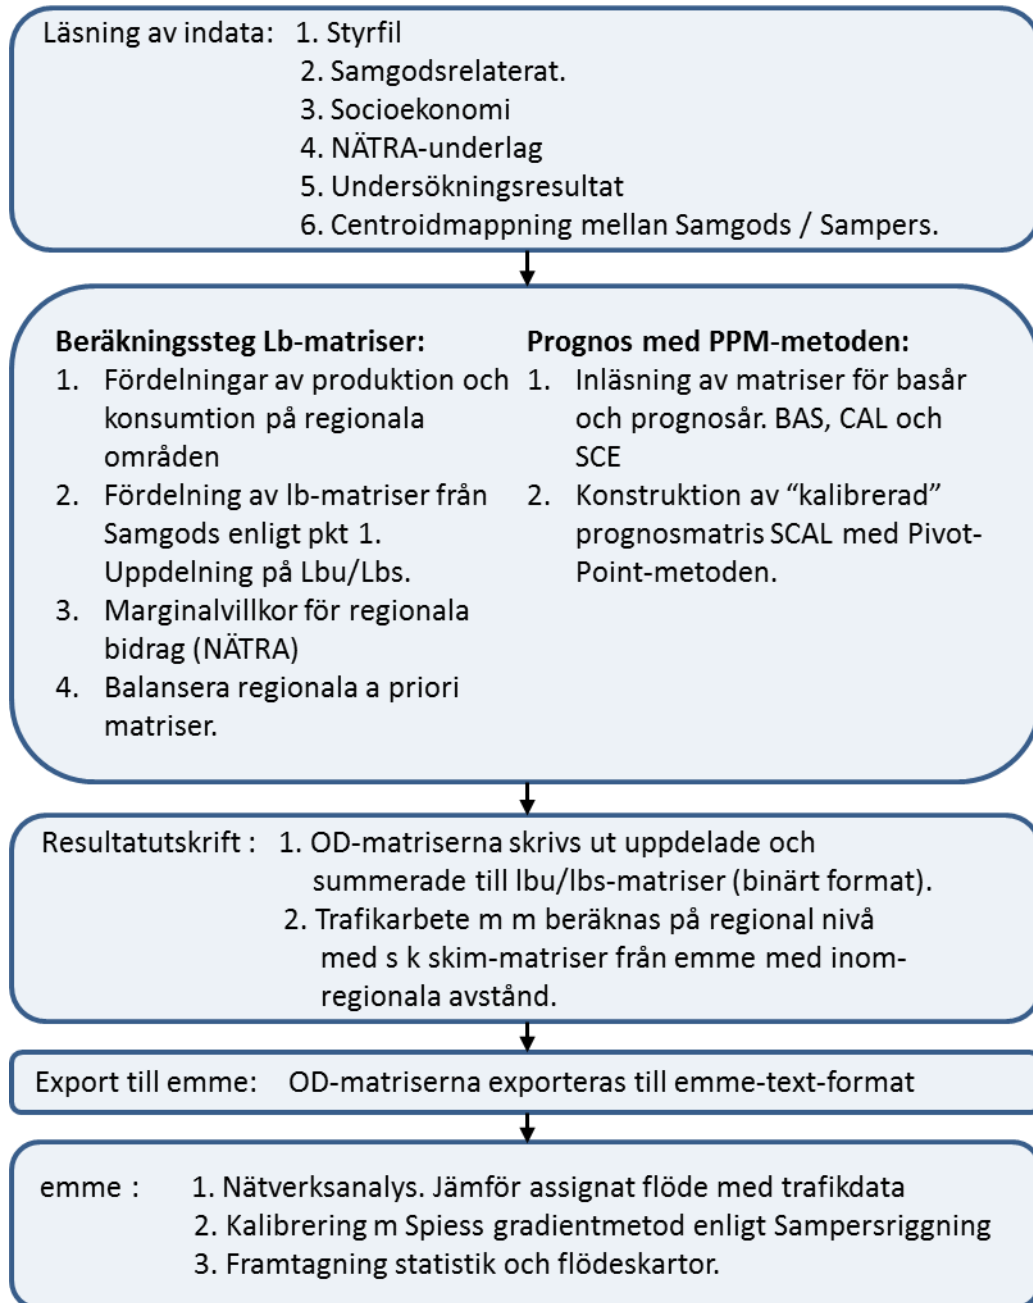 Läsning av indata: 1. Styrfil
2. Samgodsrelaterat.
3. Socioekonomi
4. NÄTRA-underlag
5. Undersökningsresultat
6. Centroidmappning mellan Samgods / Sampers.
Beräkningssteg Lb-matriser:
1. Fördelningar av produktion och
konsumtion på regionala
områden
2. Fördelning av lb-matriser från
Samgods enligt pkt 1.
Uppdelning på Lbu/Lbs.
3. Marginalvillkor för regionala
bidrag (NÄTRA)
4. Balansera regionala a priori
matriser.
Prognos med PPM-metoden:
1. Inläsning av matriser för basår
och prognosår. BAS, CAL och
SCE
2. Konstruktion av “kalibrerad”
prognosmatris SCAL med Pivot-
Point-metoden.
Resultatutskrift : 1. OD-matriserna skrivs ut uppdelade och
summerade till lbu/lbs-matriser (binärt format).
2. Trafikarbete m m beräknas på regional nivå
med s k skim-matriser från emme med inom-
regionala avstånd.
Export till emme: OD-matriserna exporteras till emme-text-format
emme : 1. Nätverksanalys. Jämför assignat flöde med trafikdata
2. Kalibrering m Spiess gradientmetod enligt Sampersriggning
3. Framtagning statistik och flödeskartor.